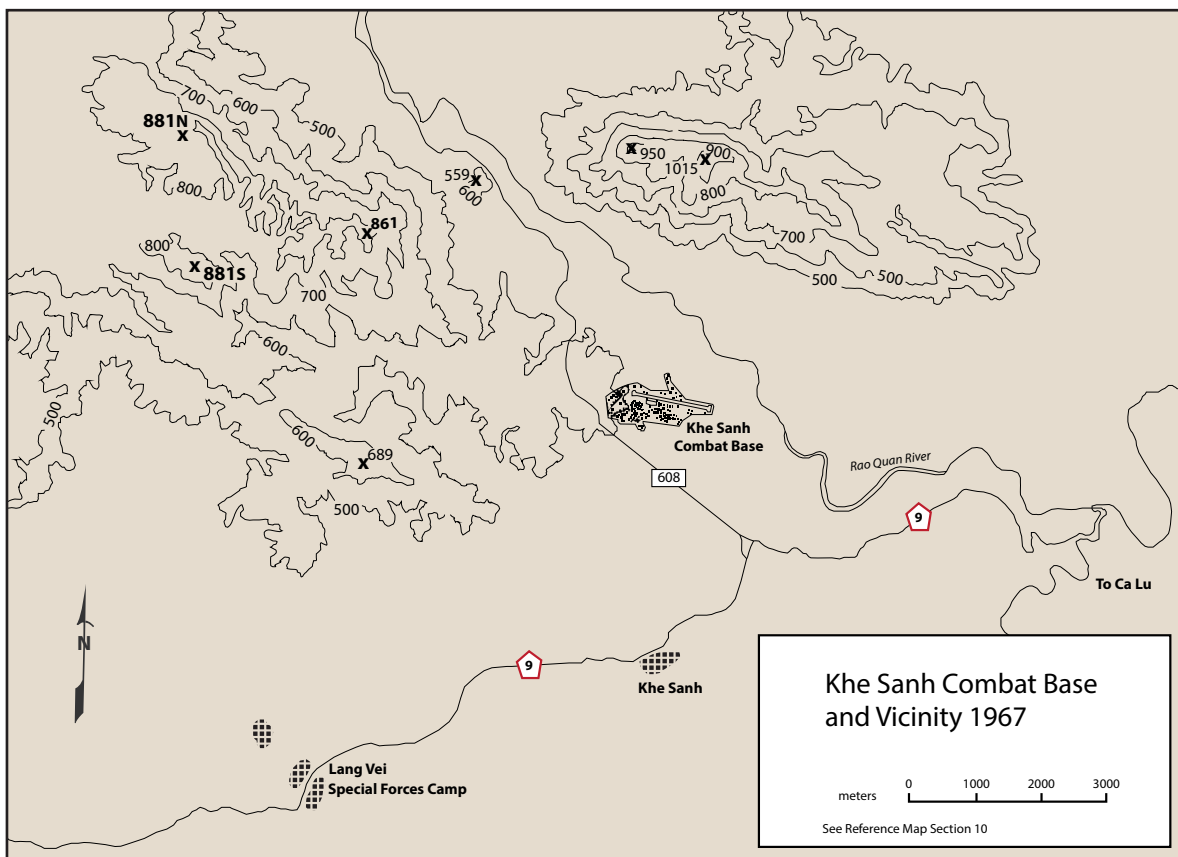 700
600
500
881N
800
559
600
950
1015
900
800
700
500
500
861
800
881S
700
600
500
600
689
500
Khe Sanh
Combat Base
608
Rao Quan River
9
To Ca Lu
N
9
Khe Sanh
Lang Vei
Special Forces Camp
Khe Sanh Combat Base
and Vicinity 1967
meters 0 1000 2000 3000
See Reference Map Section 10